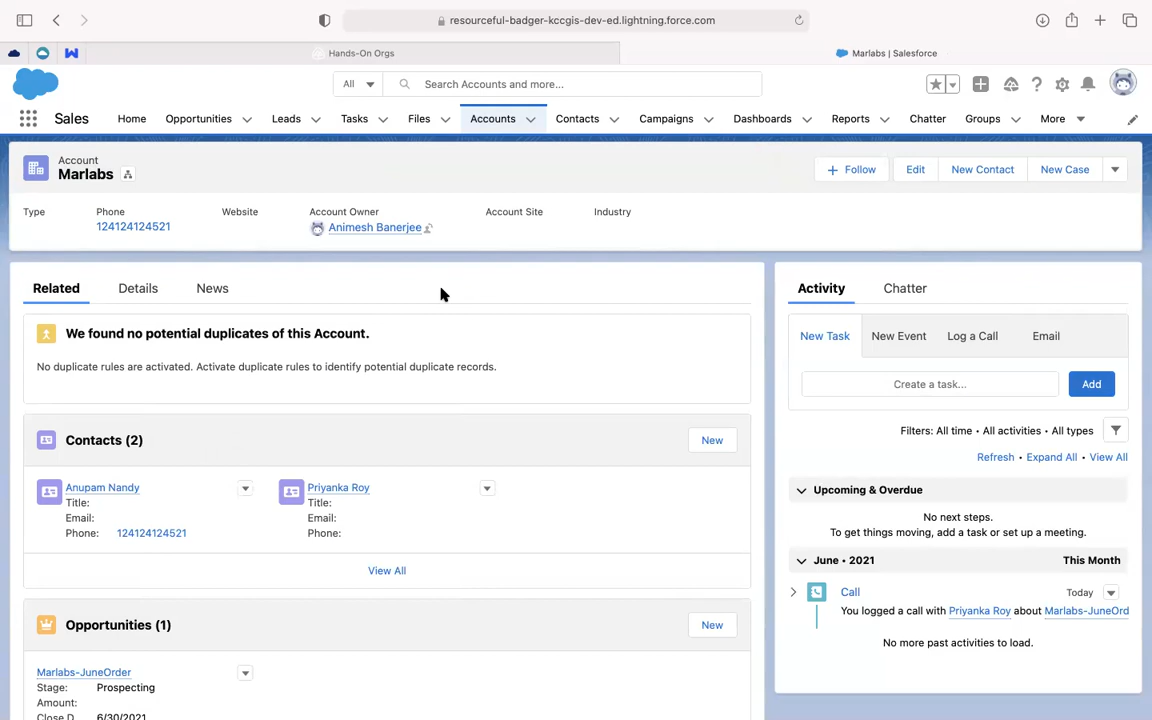 resourceful-badger-kccgis-dev-ed.lightning.force.com
Hands-On Orgs
Marlabs | Salesforce
All
Search Accounts and more...
Sales
Home
Opportunities
Leads
Tasks
Files
Accounts
Contacts
Campaigns
Dashboards
Reports
Chatter
Groups
More
Account
Marlabs
Follow
Edit
New Contact
New Case
Type
Phone
Website
Account Owner
Account Site
Industry
124124124521
Animesh Banerjee
Related
Details
News
We found no potential duplicates of this Account.
No duplicate rules are activated. Activate duplicate rules to identify potential duplicate records.
Contacts (2)
New
Anupam Nandy
Title:
Email:
Phone: 124124124521
Priyanka Roy
Title:
Email:
Phone:
View All
Opportunities (1)
New
Marlabs-JuneOrder
Stage: Prospecting
Amount:
Close D 6/30/2021
Activity
Chatter
New Task
New Event
Log a Call
Email
Create a task...
Add
Filters: All time • All activities • All types
Refresh • Expand All • View All
Upcoming & Overdue
No next steps.
To get things moving, add a task or set up a meeting.
June • 2021
This Month
Call
Today
You logged a call with Priyanka Roy about Marlabs-JuneOrd
No more past activities to load.